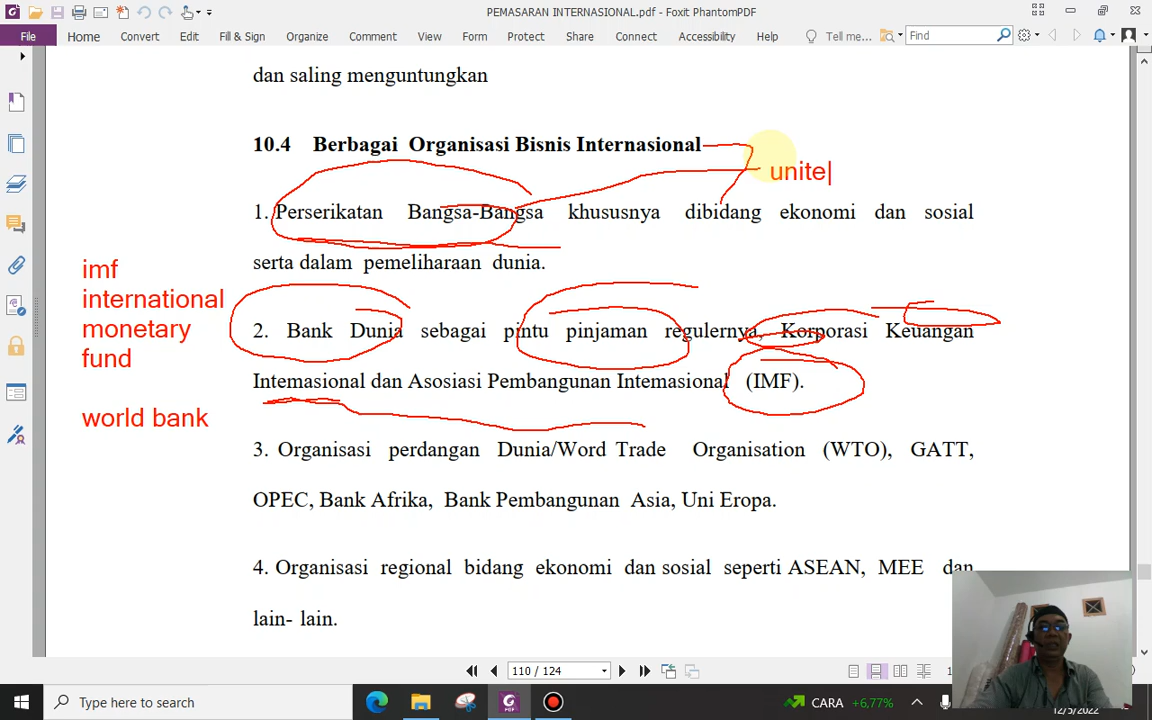 PEMASARAN INTERNASIONAL.pdf - Foxit PhantomPDF
File Home Convert Edit Fill & Sign Organize Comment View Form Protect Share Connect Accessibility Help Tell me... Find
dan saling menguntungkan
10.4 Berbagai Organisasi Bisnis Internasional
unite
1. Perserikatan Bangsa-Bangsa khususnya dibidang ekonomi dan sosial
serta dalam pemeliharaan dunia.
imf
international
monetary
fund
world bank
2. Bank Dunia sebagai pintu pinjaman regulernya, Korporasi Keuangan
Intemasional dan Asosiasi Pembangunan Intemasional (IMF).
3. Organisasi perdangan Dunia/Word Trade Organisation (WTO), GATT,
OPEC, Bank Afrika, Bank Pembangunan Asia, Uni Eropa.
4. Organisasi regional bidang ekonomi dan sosial seperti ASEAN, MEE dan
lain- lain.
110 / 124
Type here to search
CARA +6,77%
12/5/2022